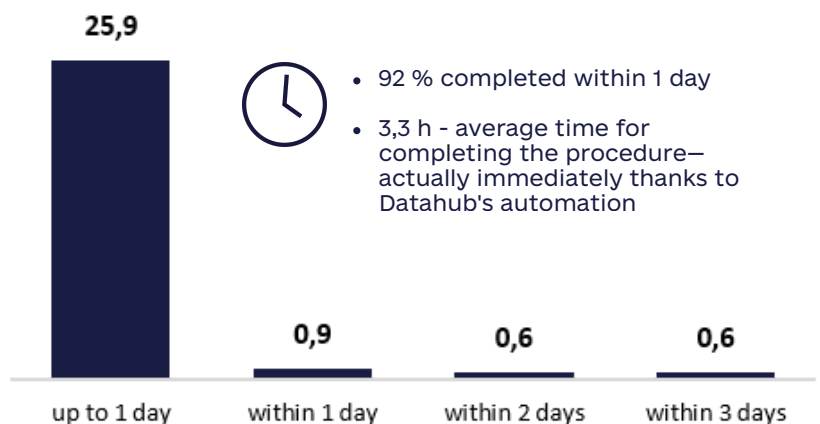 25,9
• 92 % completed within 1 day
• 3,3 h - average time for
completing the procedure—
actually immediately thanks to
Datahub's automation
0,9
0,6
0,6
up to 1 day
within 1 day
within 2 days
within 3 days